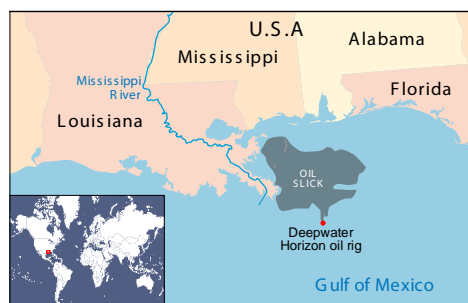 U.S.A
Mississippi
Alabama
Mississippi
River
Florida
Louisiana
OIL
SLICK
Deepwater
Horizon oil rig
Gulf of Mexico